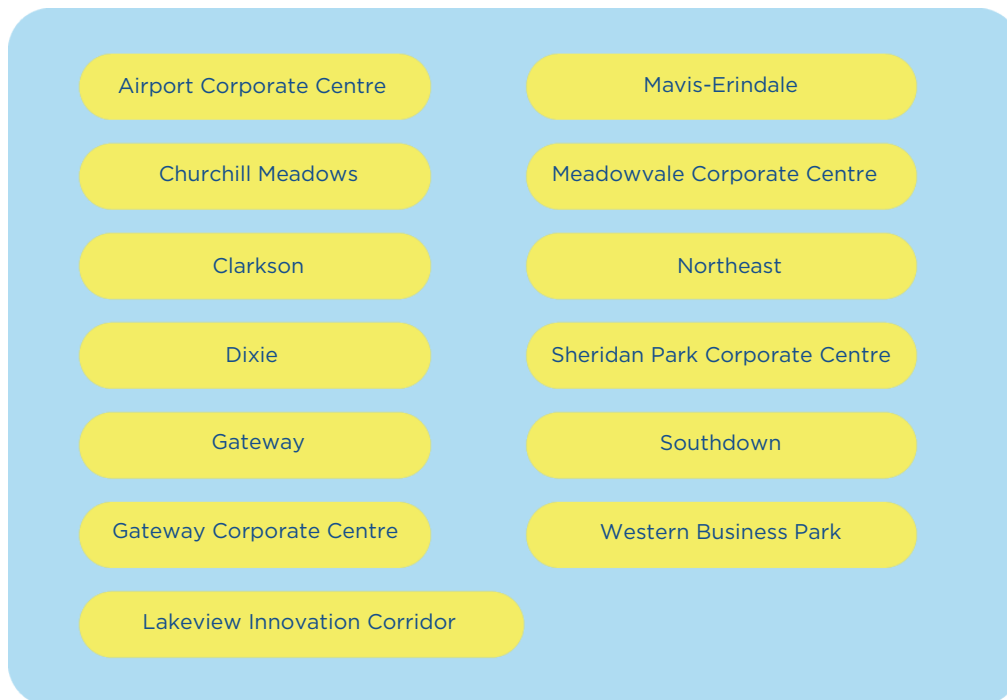 Airport Corporate Centre
Churchill Meadows
Clarkson
Dixie
Gateway
Gateway Corporate Centre
Lakeview Innovation Corridor
Mavis-Erindale
Meadowvale Corporate Centre
Northeast
Sheridan Park Corporate Centre
Southdown
Western Business Park